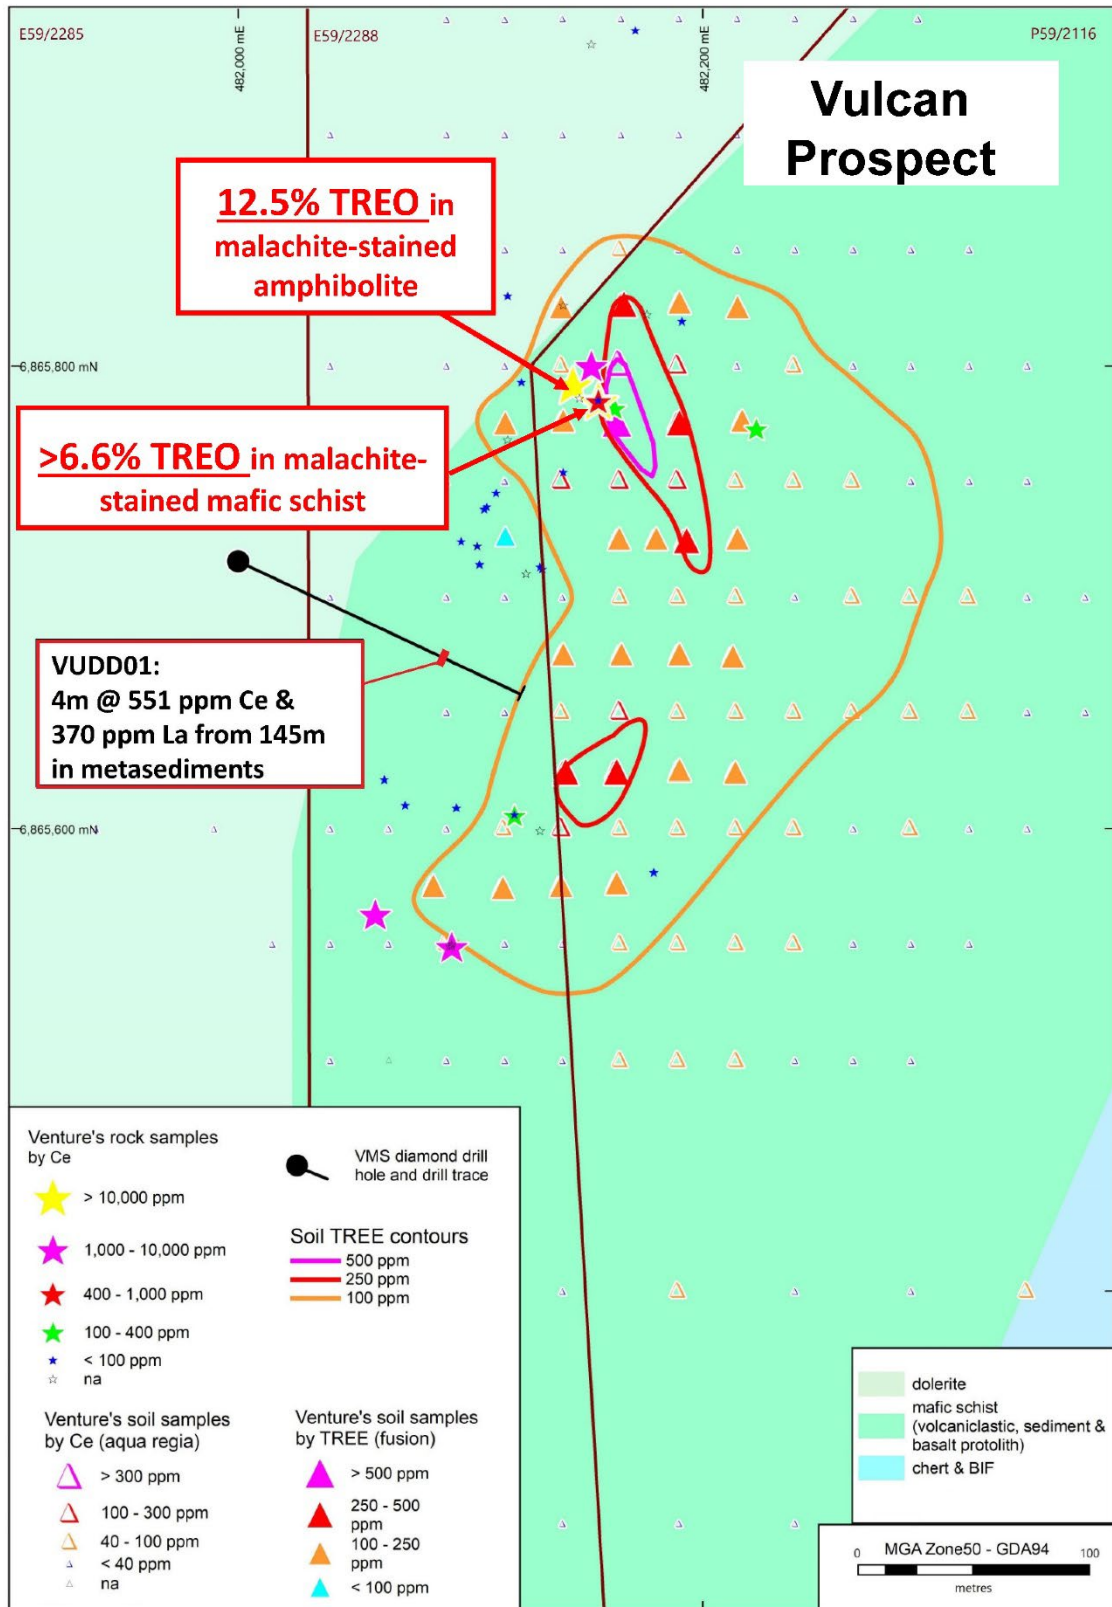 E59/2285
E59/2288
P59/2116
482,000 mE
482,200 mE
Vulcan
Prospect
12.5% TREO in
malachite-stained
amphibolite
6,865,800 mN
>6.6% TREO in malachite-
stained mafic schist
VUDD01:
4m @ 551 ppm Ce &
370 ppm La from 145m
in metasediments
6,865,600 mN
Venture's rock samples
by Ce
> 10,000 ppm
1,000 - 10,000 ppm
400 - 1,000 ppm
100 - 400 ppm
< 100 ppm
na
VMS diamond drill
hole and drill trace
Soil TREE contours
500 ppm
250 ppm
100 ppm
Venture's soil samples
by Ce (aqua regia)
> 300 ppm
100 - 300 ppm
40 - 100 ppm
< 40 ppm
na
Venture's soil samples
by TREE (fusion)
> 500 ppm
250 - 500
ppm
100 - 250
ppm
< 100 ppm
dolerite
mafic schist
(volcaniclastic, sediment &
basalt protolith)
chert & BIF
MGA Zone50 - GDA94
0
100
metres